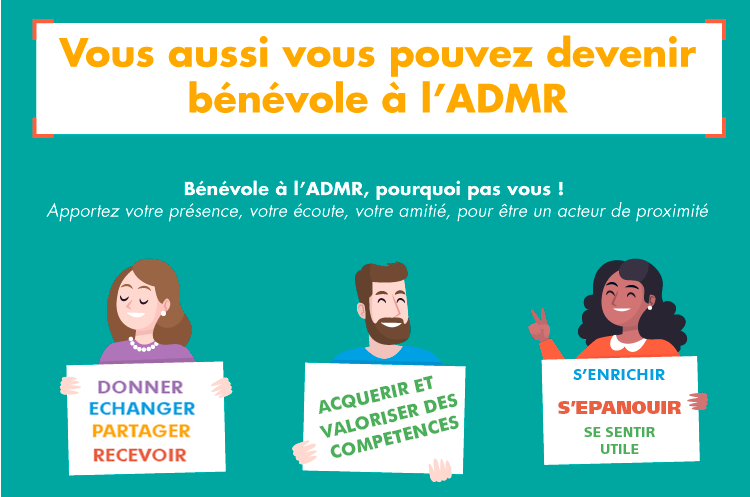 Vous aussi vous pouvez devenir
bénévole à l'ADMR
Bénévole à l'ADMR, pourquoi pas vous !
Apportez votre présence, votre écoute, votre amitié, pour être un acteur de proximité
DONNER
ECHANGER
PARTAGER
RECEVOIR
ACQUERIR ET
VALORISER DES
COMPETENCES
S'ENRICHIR
S'EPANOUIR
SE SENTIR
UTILE